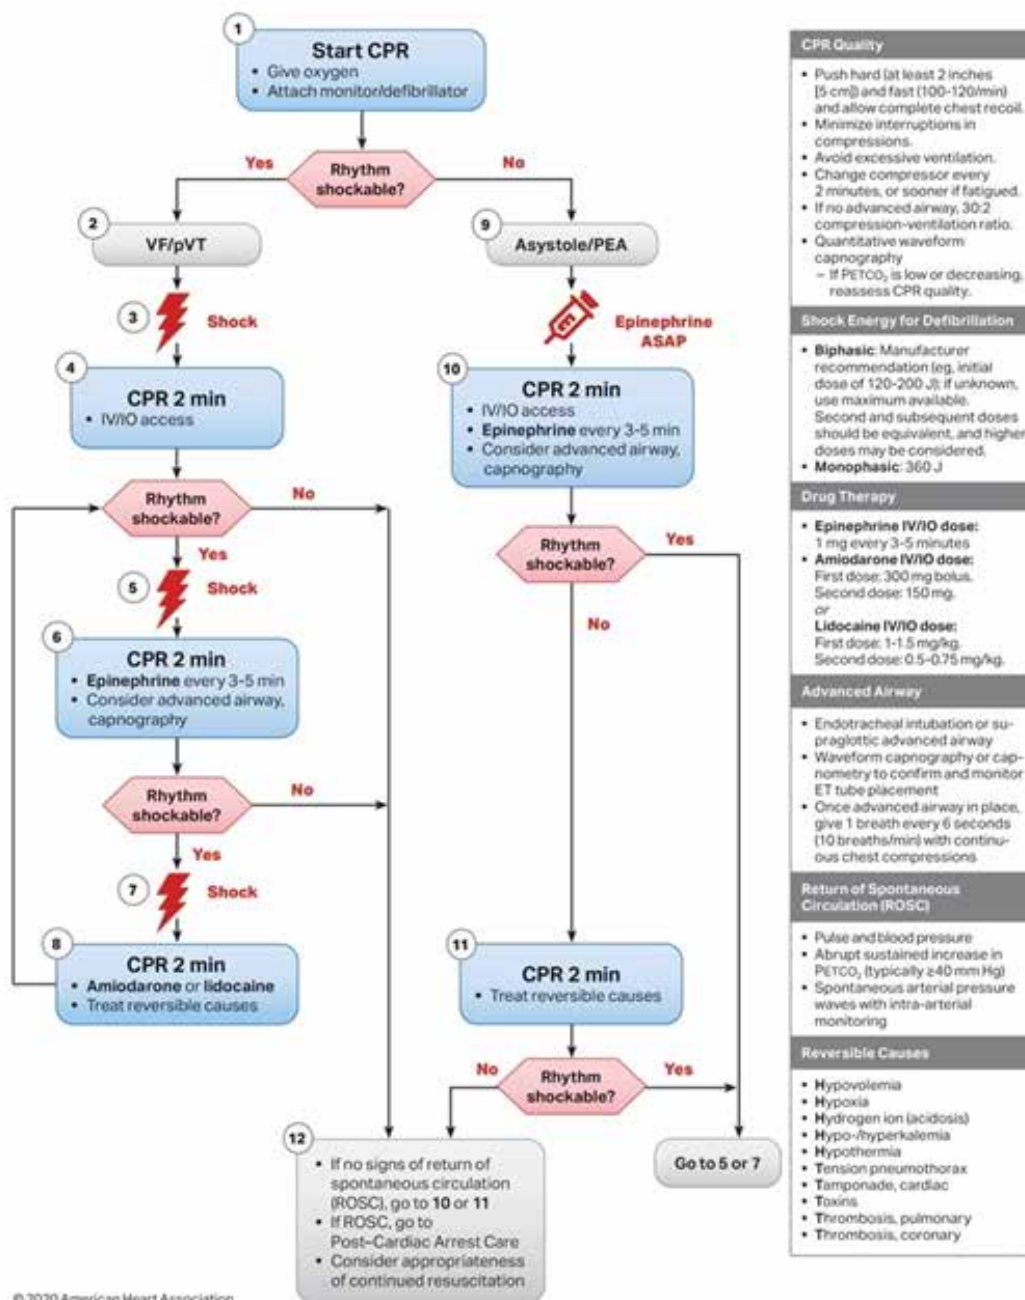 1
Start CPR
• Give oxygen
• Attach monitor/defibrillator
Rhythm
shockable?
Yes
No
2
VF/pVT
9
Asystole/PEA
3
Shock
Epinephrine
ASAP
4
CPR 2 min
• IV/IO access
10
CPR 2 min
• IV/IO access
• Epinephrine every 3-5 min
• Consider advanced airway,
capnography
Rhythm
shockable?
No
Yes
5
Shock
Rhythm
shockable?
Yes
No
6
CPR 2 min
• Epinephrine every 3-5 min
• Consider advanced airway,
capnography
Rhythm
shockable?
No
Yes
7
Shock
8
CPR 2 min
• Amiodarone or lidocaine
• Treat reversible causes
11
CPR 2 min
• Treat reversible causes
Rhythm
shockable?
No
Yes
12
• If no signs of return of
spontaneous circulation
(ROSC), go to 10 or 11
• If ROSC, go to
Post–Cardiac Arrest Care
• Consider appropriateness
of continued resuscitation
Go to 5 or 7
CPR Quality
• Push hard (at least 2 inches
[5 cm]) and fast (100-120/min)
and allow complete chest recoil.
• Minimize interruptions in
compressions.
• Avoid excessive ventilation.
• Change compressor every
2 minutes, or sooner if fatigued.
• If no advanced airway, 30:2
compression-ventilation ratio.
• Quantitative waveform
capnography
– If PETCO₂ is low or decreasing,
reassess CPR quality.
Shock Energy for Defibrillation
• Biphasic: Manufacturer
recommendation (eg, initial
dose of 120-200 J); if unknown,
use maximum available.
Second and subsequent doses
should be equivalent, and higher
doses may be considered.
• Monophasic: 360 J
Drug Therapy
• Epinephrine IV/IO dose:
1 mg every 3-5 minutes
• Amiodarone IV/IO dose:
First dose: 300 mg bolus.
Second dose: 150 mg.
or
Lidocaine IV/IO dose:
First dose: 1-1.5 mg/kg.
Second dose: 0.5-0.75 mg/kg.
Advanced Airway
• Endotracheal intubation or su-
praglottic advanced airway
• Waveform capnography or cap-
nometry to confirm and monitor
ET tube placement
• Once advanced airway in place,
give 1 breath every 6 seconds
(10 breaths/min) with continu-
ous chest compressions
Return of Spontaneous
Circulation (ROSC)
• Pulse and blood pressure
• Abrupt sustained increase in
PETCO₂ (typically ≥40 mm Hg)
• Spontaneous arterial pressure
waves with intra-arterial
monitoring
Reversible Causes
• Hypovolemia
• Hypoxia
• Hydrogen ion (acidosis)
• Hypo-/hyperkalemia
• Hypothermia
• Tension pneumothorax
• Tamponade, cardiac
• Toxins
• Thrombosis, pulmonary
• Thrombosis, coronary
© 2020 American Heart Association